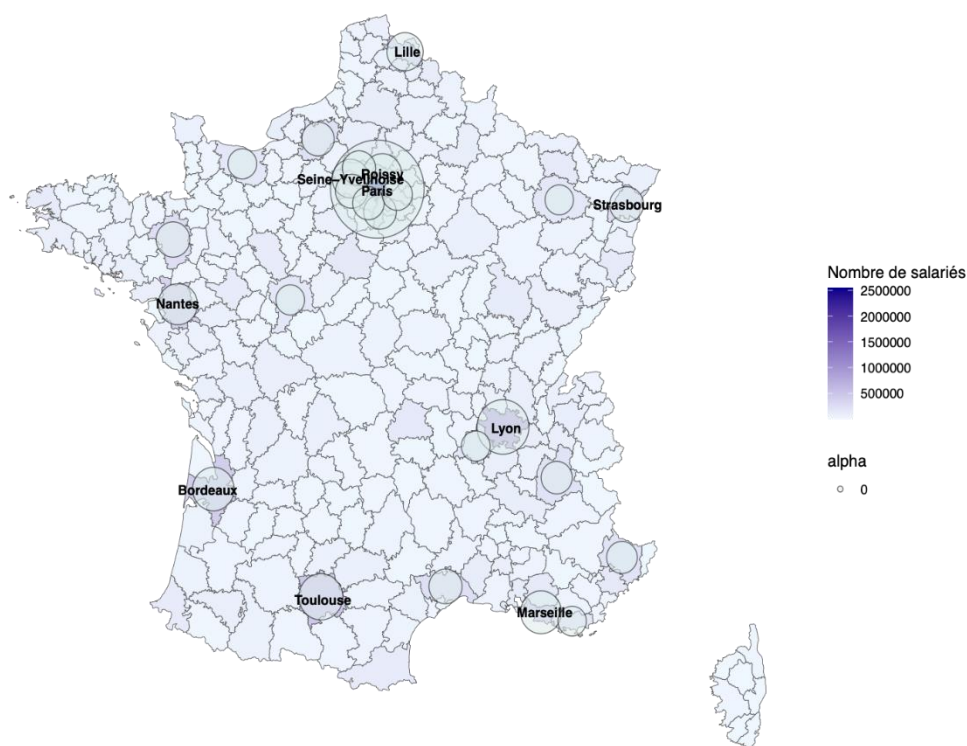 Lille
Poissy
Seine-Yvelinoise
Paris
Strasbourg
Nantes
Nombre de salariés
2500000
2000000
1500000
1000000
500000
Lyon
alpha
0
Bordeaux
Toulouse
Marseille